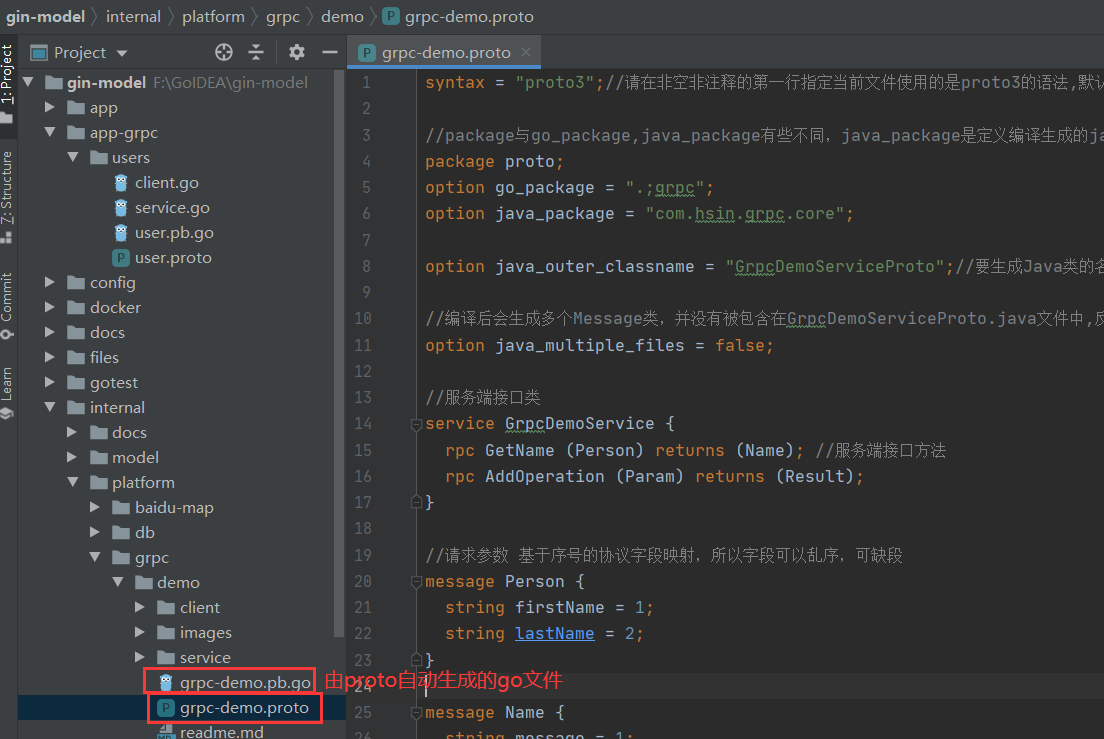 gin-model internal platform grpc demo grpc-demo.proto
1: Project
7: Structure
Commit
Learn
Project
gin-model F:\GoIDEA\gin-model
app
app-grpc
users
client.go
service.go
user.pb.go
user.proto
config
docker
docs
files
gotest
internal
docs
model
platform
baidu-map
db
grpc
demo
client
images
service
grpc-demo.pb.go
grpc-demo.proto
readme.md
由proto自动生成的go文件
grpc-demo.proto
1 syntax = "proto3";//请在非空非注释的第一行指定当前文件使用的是proto3的语法,默认
2
3 //package与go_package,java_package有些不同，java_package是定义编译生成的ja
4 package proto;
5 option go_package = ".;grpc";
6 option java_package = "com.hsin.grpc.core";
7
8 option java_outer_classname = "GrpcDemoServiceProto";//要生成Java类的名
9
10 //编译后会生成多个Message类，并没有被包含在GrpcDemoServiceProto.java文件中,反
11 option java_multiple_files = false;
12
13 //服务端接口类
14 service GrpcDemoService {
15 rpc GetName (Person) returns (Name); //服务端接口方法
16 rpc AddOperation (Param) returns (Result);
17 }
18
19 //请求参数 基于序号的协议字段映射，所以字段可以乱序，可缺段
20 message Person {
21 string firstName = 1;
22 string lastName = 2;
23 }
24
25 message Name {
26 string message = 1;